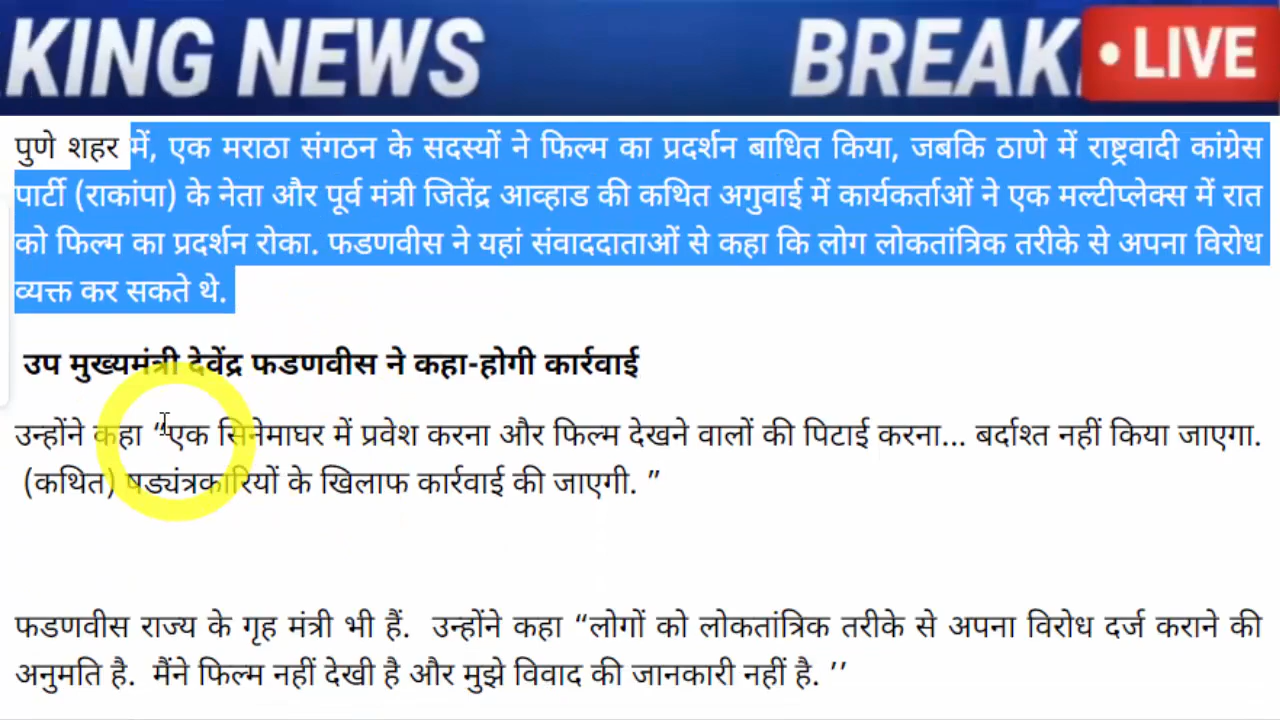 KING NEWS BREAK • LIVE
पुणे शहर में, एक मराठा संगठन के सदस्यों ने फिल्म का प्रदर्शन बाधित किया, जबकि ठाणे में राष्ट्रवादी कांग्रेस
पार्टी (राकांपा) के नेता और पूर्व मंत्री जितेंद्र आव्हाड की कथित अगुवाई में कार्यकर्ताओं ने एक मल्टीप्लेक्स में रात
को फिल्म का प्रदर्शन रोका. फडणवीस ने यहां संवाददाताओं से कहा कि लोग लोकतांत्रिक तरीके से अपना विरोध
व्यक्त कर सकते थे.
उप मुख्यमंत्री देवेंद्र फडणवीस ने कहा-होगी कार्रवाई
उन्होंने कहा “एक सिनेमाघर में प्रवेश करना और फिल्म देखने वालों की पिटाई करना... बर्दाश्त नहीं किया जाएगा.
(कथित) षड्यंत्रकारियों के खिलाफ कार्रवाई की जाएगी. ”
फडणवीस राज्य के गृह मंत्री भी हैं. उन्होंने कहा “लोगों को लोकतांत्रिक तरीके से अपना विरोध दर्ज कराने की
अनुमति है. मैंने फिल्म नहीं देखी है और मुझे विवाद की जानकारी नहीं है. ’’